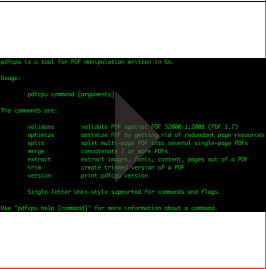 pdfcpu is a tool for PDF manipulation written in Go.
Usage:
pdfcpu command [arguments]
The commands are:
validate validate PDF against PDF 32000-1:2008 (PDF 1.7)
optimize optimize PDF by getting rid of redundant page resources
split split multi-page PDF into several single-page PDFs
merge concatenate 2 or more PDFs
extract extract images, fonts, content, pages out of a PDF
trim create trimmed version of a PDF
version print pdfcpu version
Single-letter Unix-style supported for commands and flags.
Use "pdfcpu help [command]" for more information about a command.